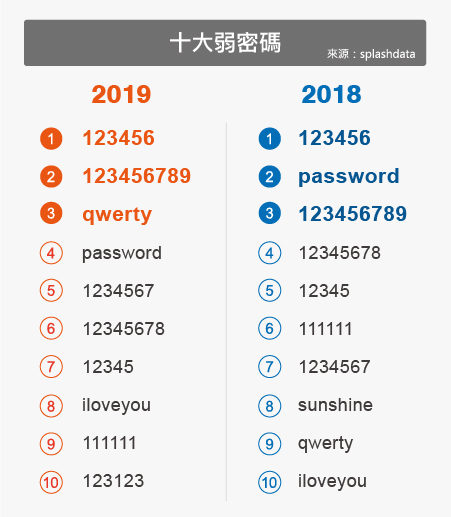 十大弱密碼
來源：splashdata
2019
1 123456
2 123456789
3 qwerty
4 password
5 1234567
6 12345678
7 12345
8 iloveyou
9 111111
10 123123
2018
1 123456
2 password
3 123456789
4 12345678
5 12345
6 111111
7 1234567
8 sunshine
9 qwerty
10 iloveyou